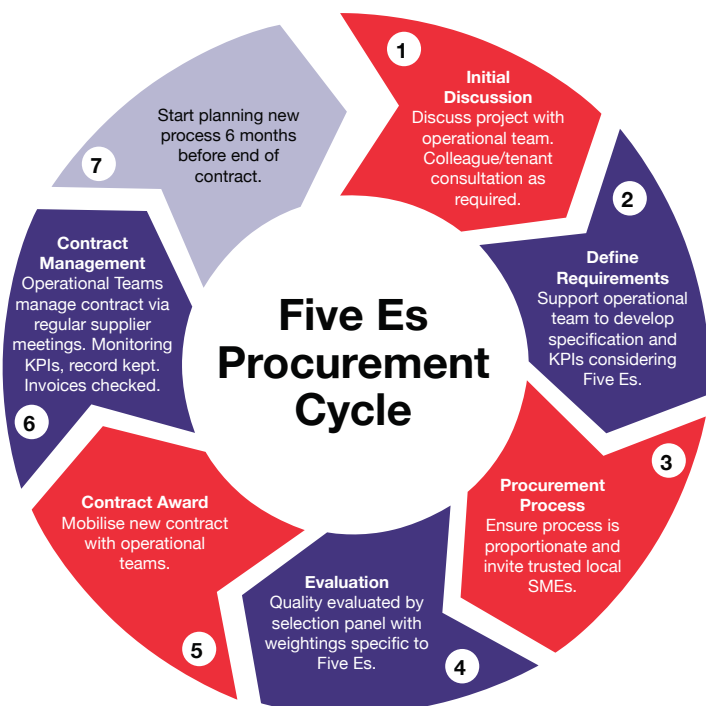 Five Es
Procurement
Cycle
1
Initial
Discussion
Discuss project with
operational team.
Colleague/tenant
consultation as
required.
2
Define
Requirements
Support operational
team to develop
specification and
KPIs considering
Five Es.
3
Procurement
Process
Ensure process is
proportionate and
invite trusted local
SMEs.
Evaluation
Quality evaluated by
selection panel with
weightings specific to
Five Es.
4
Contract Award
Mobilise new contract
with operational
teams.
5
Contract
Management
Operational Teams
manage contract via
regular supplier
meetings. Monitoring
KPIs, record kept.
Invoices checked.
6
Start planning new
process 6 months
before end of
contract.
7